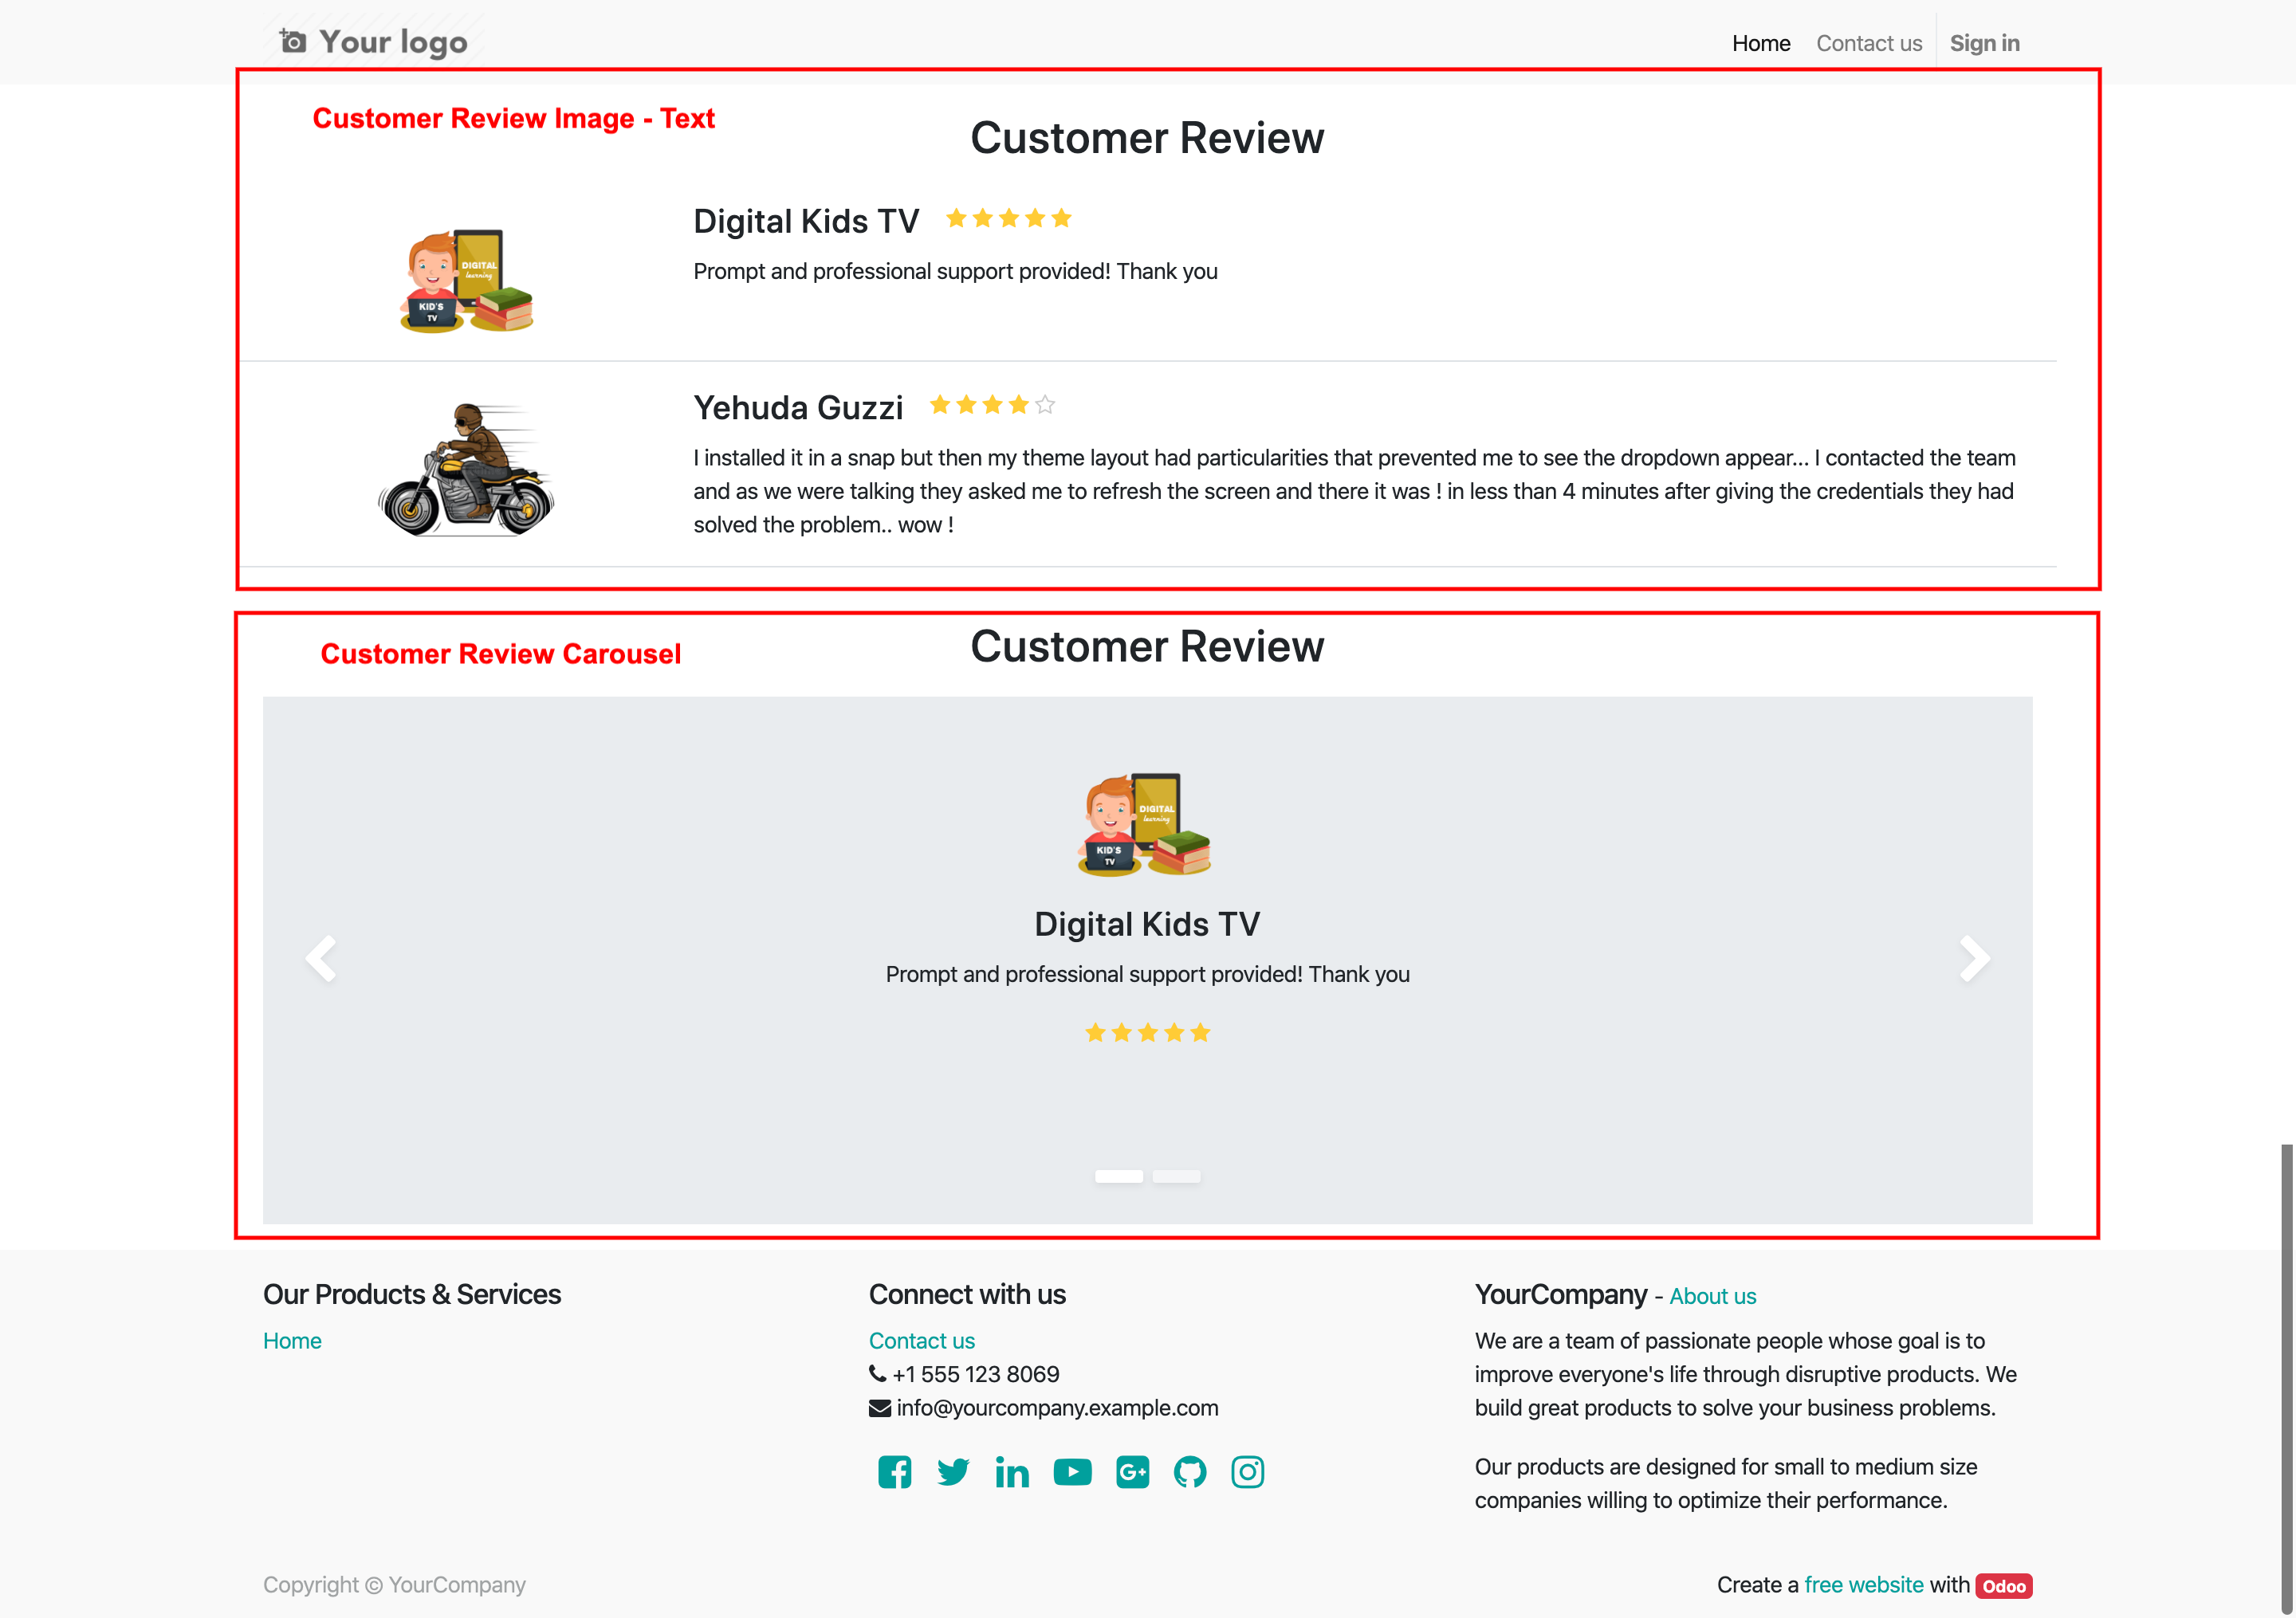 Your logo
Home Contact us Sign in
Customer Review Image - Text
Customer Review
Digital Kids TV
Prompt and professional support provided! Thank you
DIGITAL
learning
KID'S
TV
Yehuda Guzzi
I installed it in a snap but then my theme layout had particularities that prevented me to see the dropdown appear... I contacted the team
and as we were talking they asked me to refresh the screen and there it was ! in less than 4 minutes after giving the credentials they had
solved the problem.. wow !
Customer Review Carousel
Customer Review
DIGITAL
learning
KID'S
TV
Digital Kids TV
Prompt and professional support provided! Thank you
Our Products & Services
Home
Connect with us
Contact us
+1 555 123 8069
info@yourcompany.example.com
YourCompany - About us
We are a team of passionate people whose goal is to
improve everyone's life through disruptive products. We
build great products to solve your business problems.
Our products are designed for small to medium size
companies willing to optimize their performance.
Copyright © YourCompany
Create a free website with Odoo